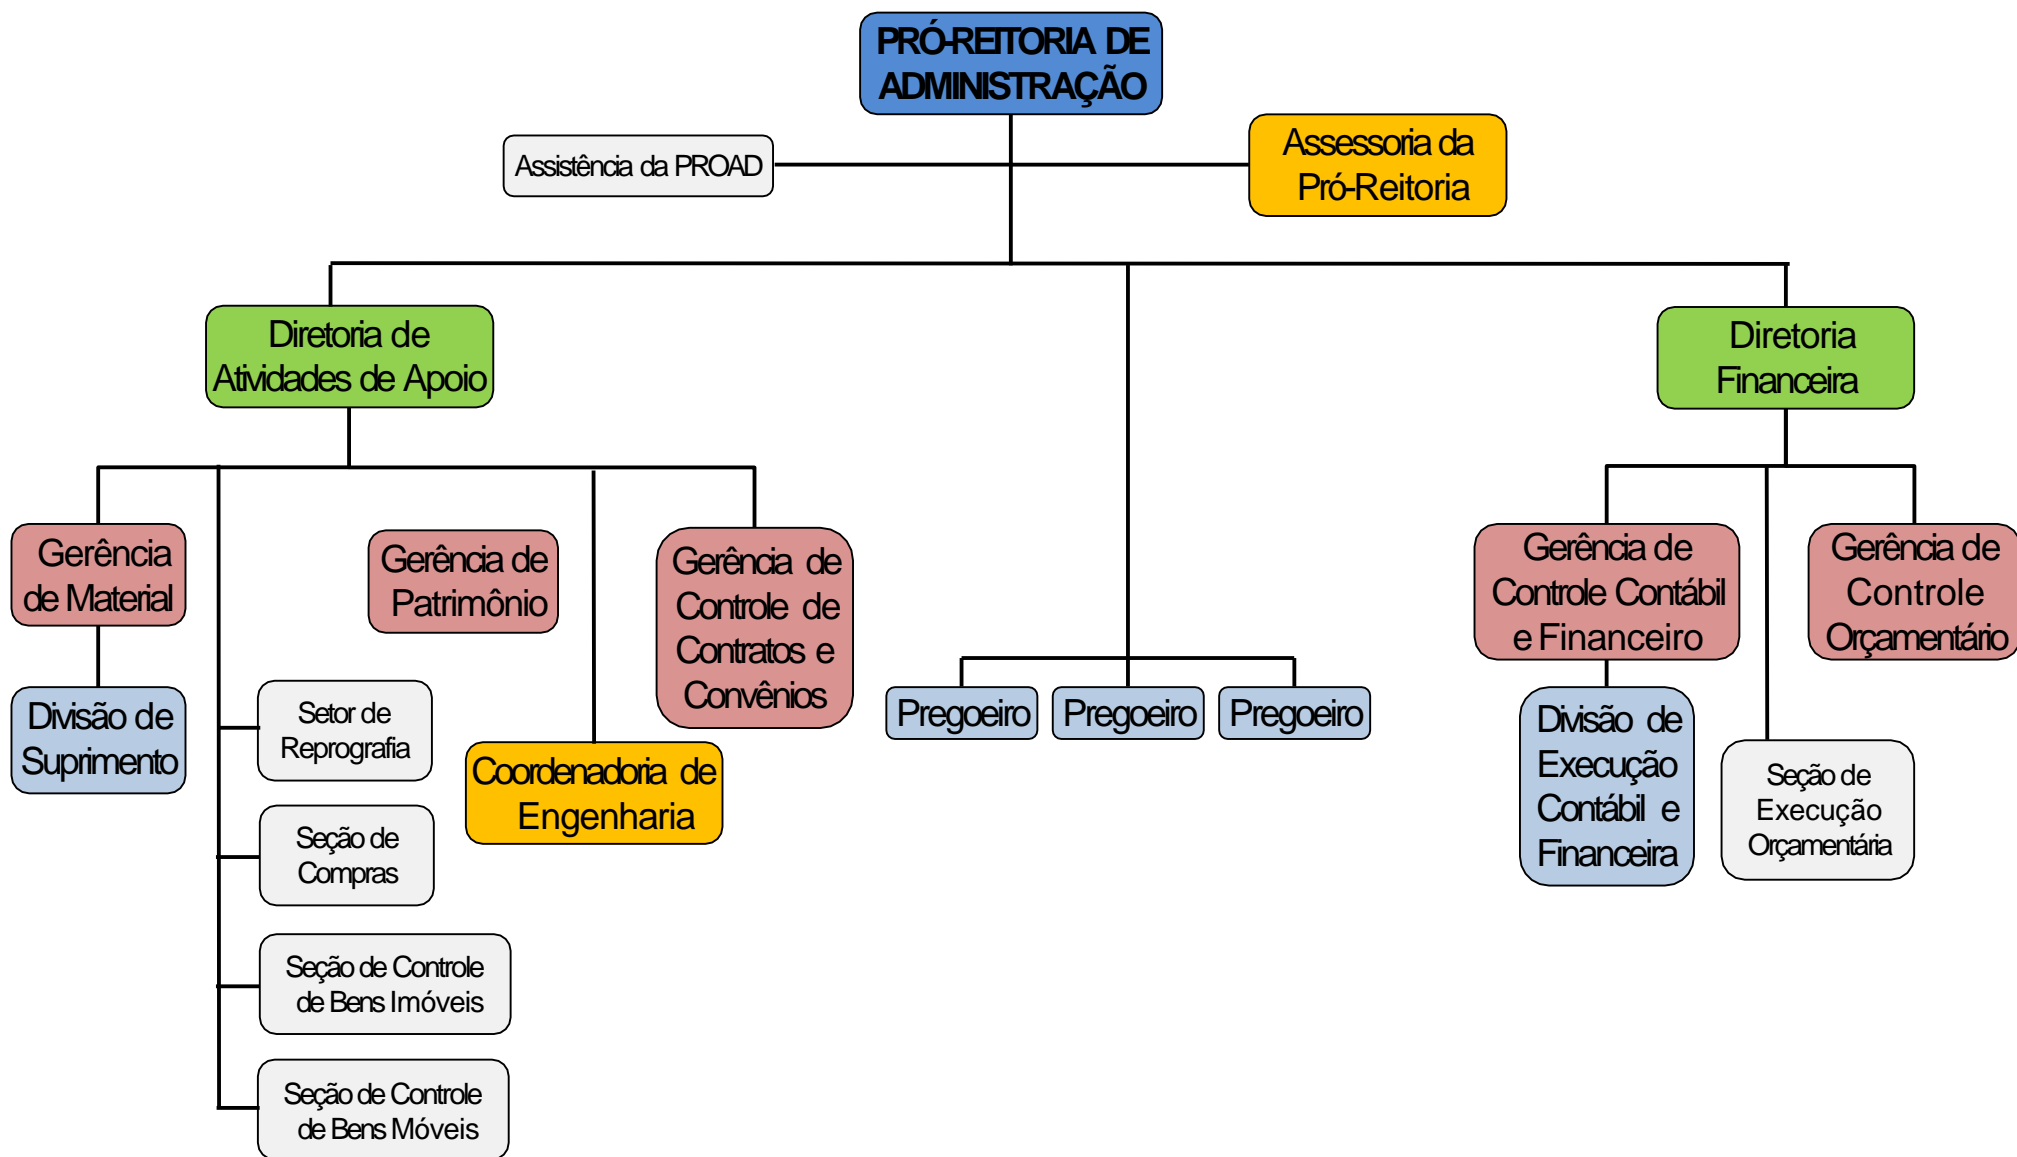 PRÓ-REITORIA DE
ADMINISTRAÇÃO
Assistência da PROAD
Assessoria da
Pró-Reitoria
Diretoria de
Atividades de Apoio
Diretoria
Financeira
Gerência
de Material
Gerência de
Patrimônio
Gerência de
Controle de
Contratos e
Convênios
Gerência de
Controle Contábil
e Financeiro
Gerência de
Controle
Orçamentário
Divisão de
Suprimento
Setor de
Reprografia
Coordenadoria de
Engenharia
Pregoeiro
Pregoeiro
Pregoeiro
Divisão de
Execução
Contábil e
Financeira
Seção de
Execução
Orçamentária
Seção de
Compras
Seção de Controle
de Bens Imóveis
Seção de Controle
de Bens Móveis